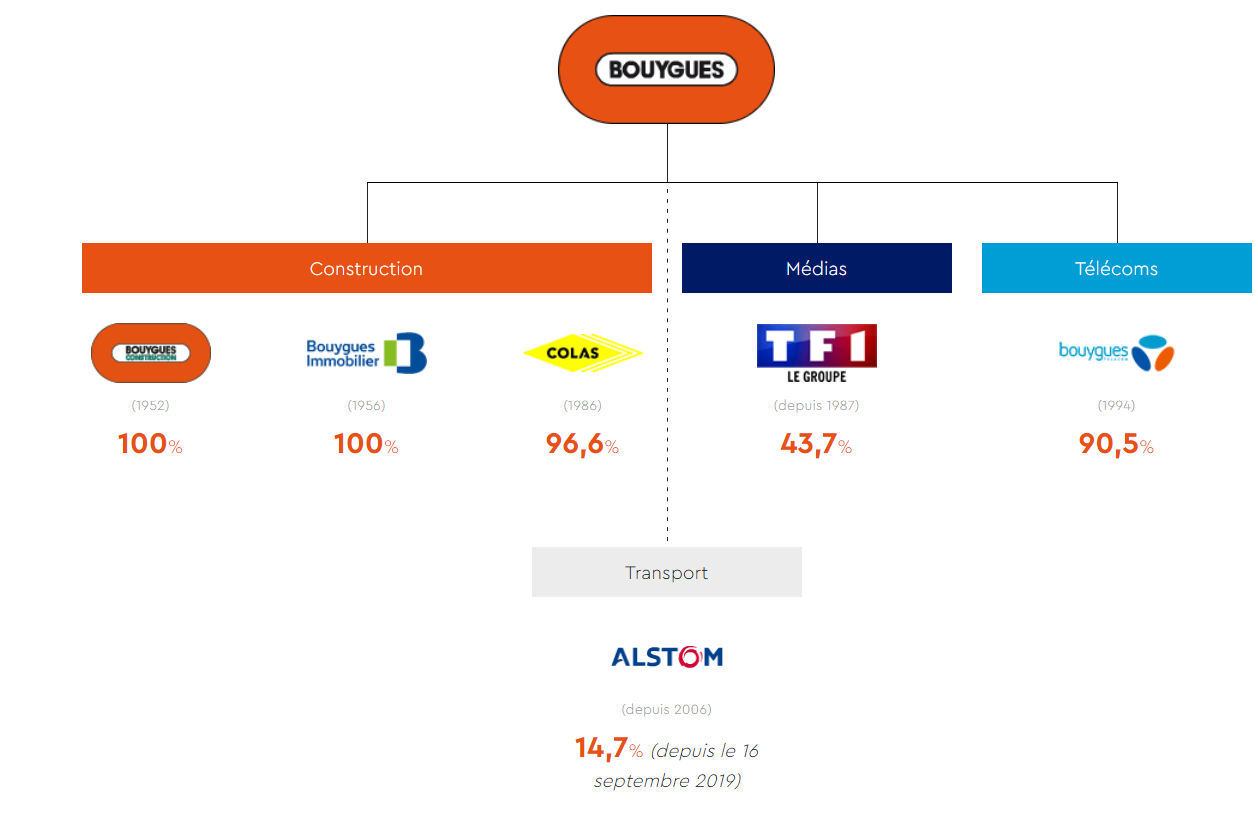 BOUYGUES
Construction
Médias
Télécoms
BOUYGUES
CONSTRUCTION
Bouygues
Immobilier
COLAS
TF1
LE GROUPE
bouygues
TELECOM
(1952)
(1956)
(1986)
(depuis 1987)
(1994)
100%
100%
96,6%
43,7%
90,5%
Transport
ALSTOM
(depuis 2006)
14,7% (depuis le 16
septembre 2019)